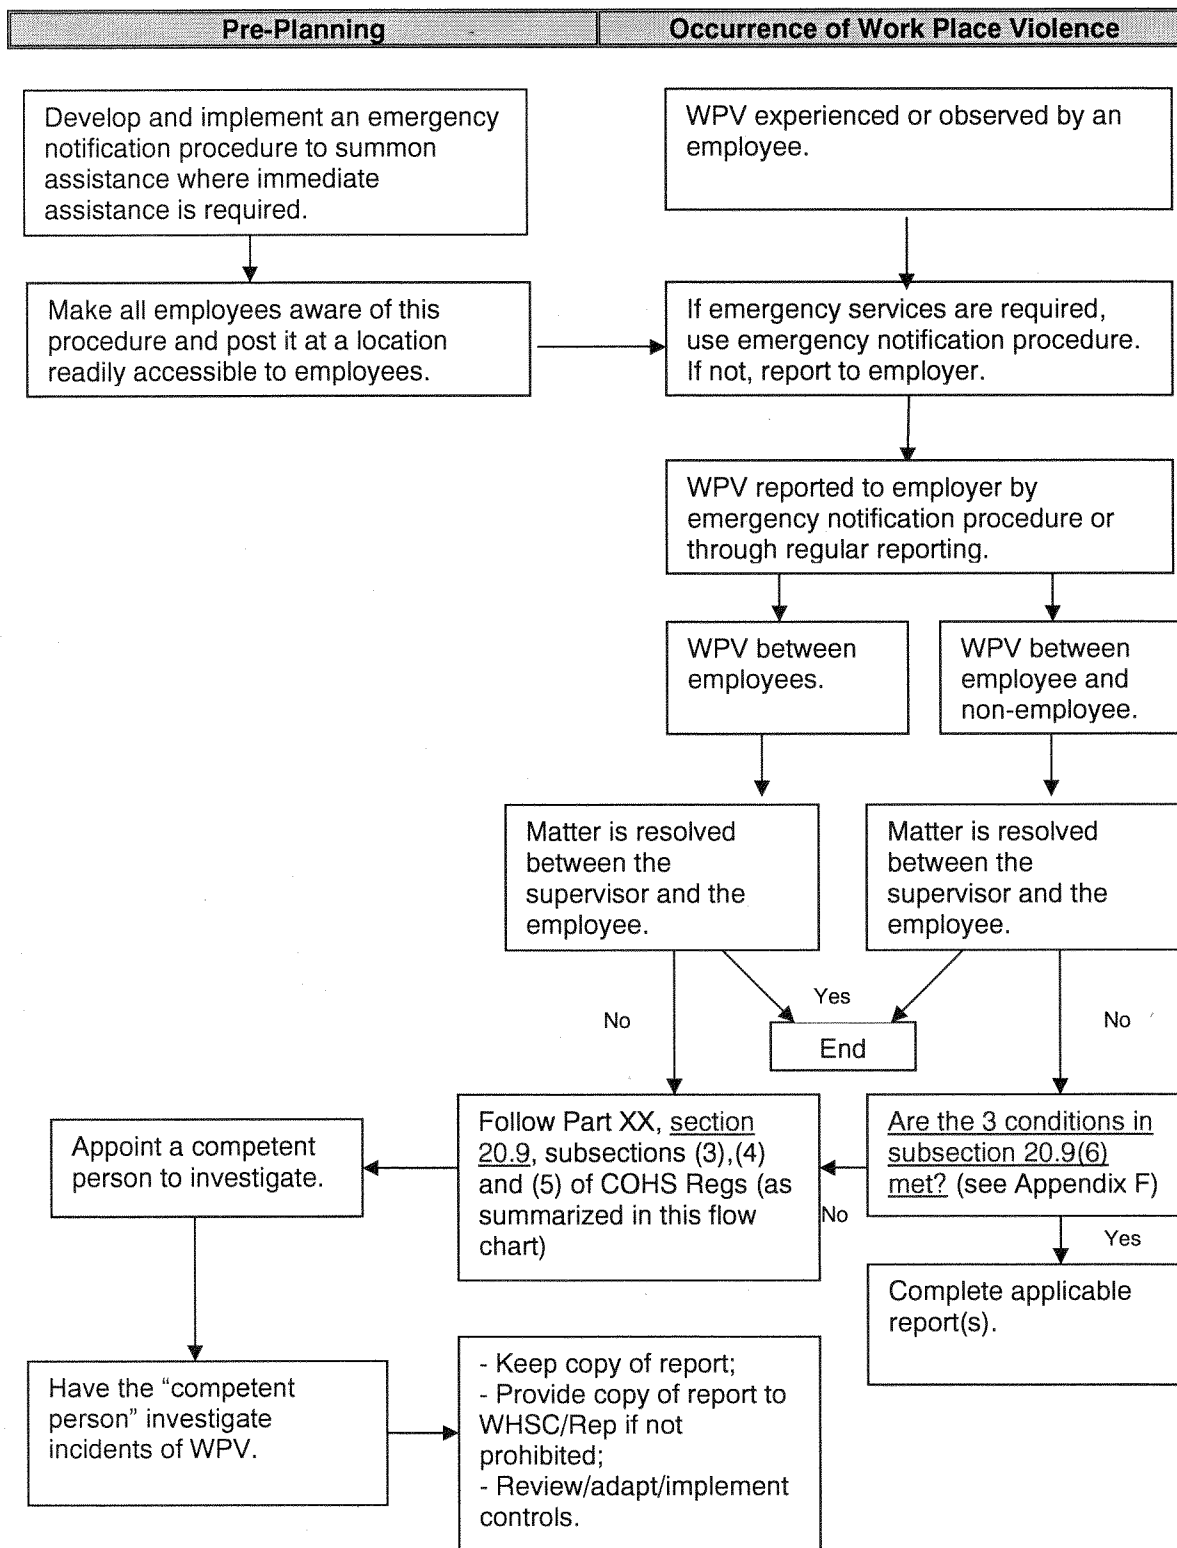 Pre-Planning
Occurrence of Work Place Violence
Develop and implement an emergency
notification procedure to summon
assistance where immediate
assistance is required.
WPV experienced or observed by an
employee.
Make all employees aware of this
procedure and post it at a location
readily accessible to employees.
If emergency services are required,
use emergency notification procedure.
If not, report to employer.
WPV reported to employer by
emergency notification procedure or
through regular reporting.
WPV between
employees.
WPV between
employee and
non-employee.
Matter is resolved
between the
supervisor and the
employee.
Matter is resolved
between the
supervisor and the
employee.
Yes
No
No
End
Appoint a competent
person to investigate.
Follow Part XX, section
20.9, subsections (3),(4)
and (5) of COHS Regs (as
summarized in this flow
chart)
No
Are the 3 conditions in
subsection 20.9(6)
met? (see Appendix F)
Yes
Complete applicable
report(s).
Have the “competent
person” investigate
incidents of WPV.
- Keep copy of report;
- Provide copy of report to
WHSC/Rep if not
prohibited;
- Review/adapt/implement
controls.